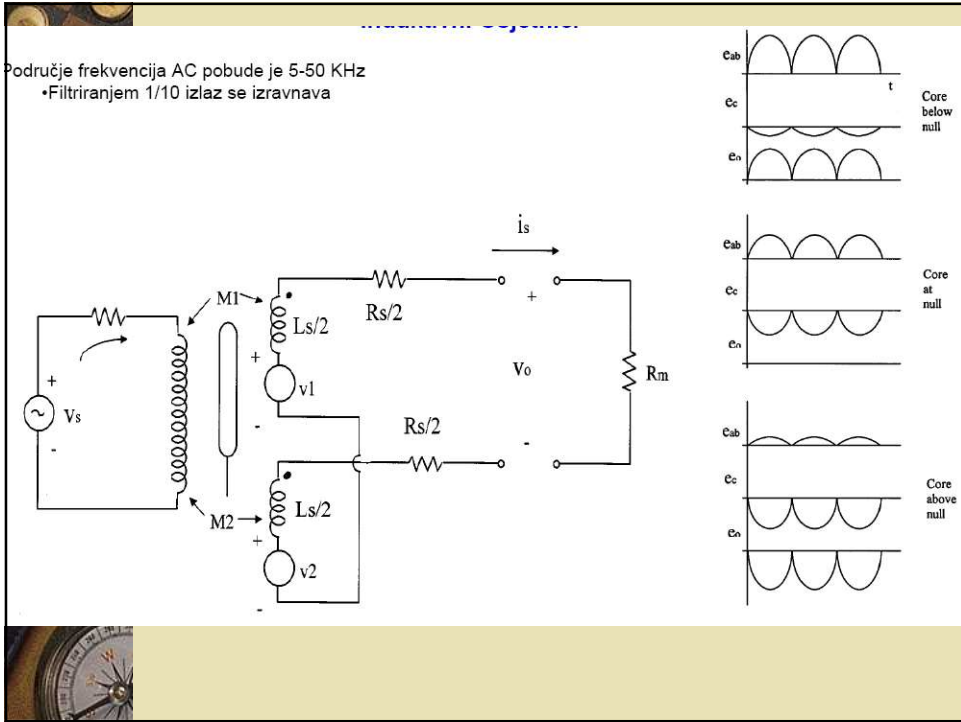 Područje frekvencija AC pobude je 5-50 KHz
•Filtriranjem 1/10 izlaz se izravnava
M1
Ls/2
Rs/2
is
+
Vs
-
+
v1
-
+
Vo
-
Rm
Rs/2
M2
Ls/2
+
v2
-
eab
t
ec
eo
Core
below
null
eab
ec
eo
Core
at
null
eab
ec
eo
Core
above
null
W